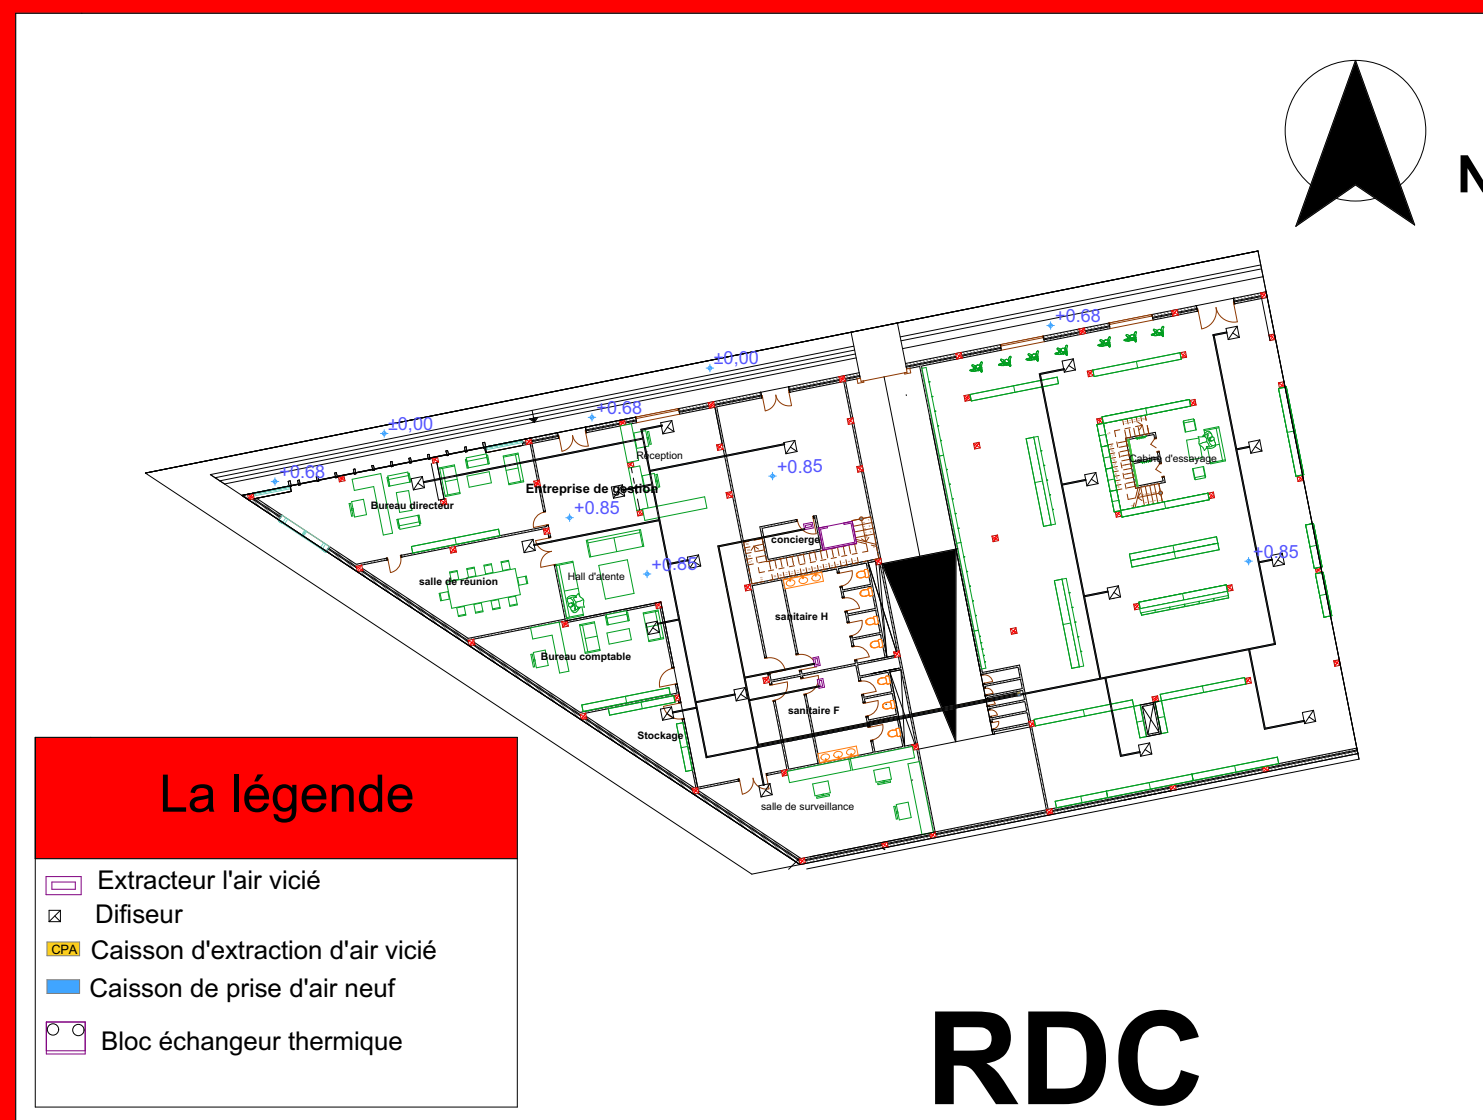 N
+0.68
±0,00
+0.68
±0,00
+0.68
Réception
Cabine d'essayage
+0.85
Entreprise de gestion
Bureau directeur
+0.85
concierge
+0.85
salle de réunion
Hall d'atente
+0.85
sanitaire H
Bureau comptable
sanitaire F
Stockage
salle de surveillance
La légende
Extracteur l'air vicié
Difiseur
CPA Caisson d'extraction d'air vicié
Caisson de prise d'air neuf
Bloc échangeur thermique
RDC